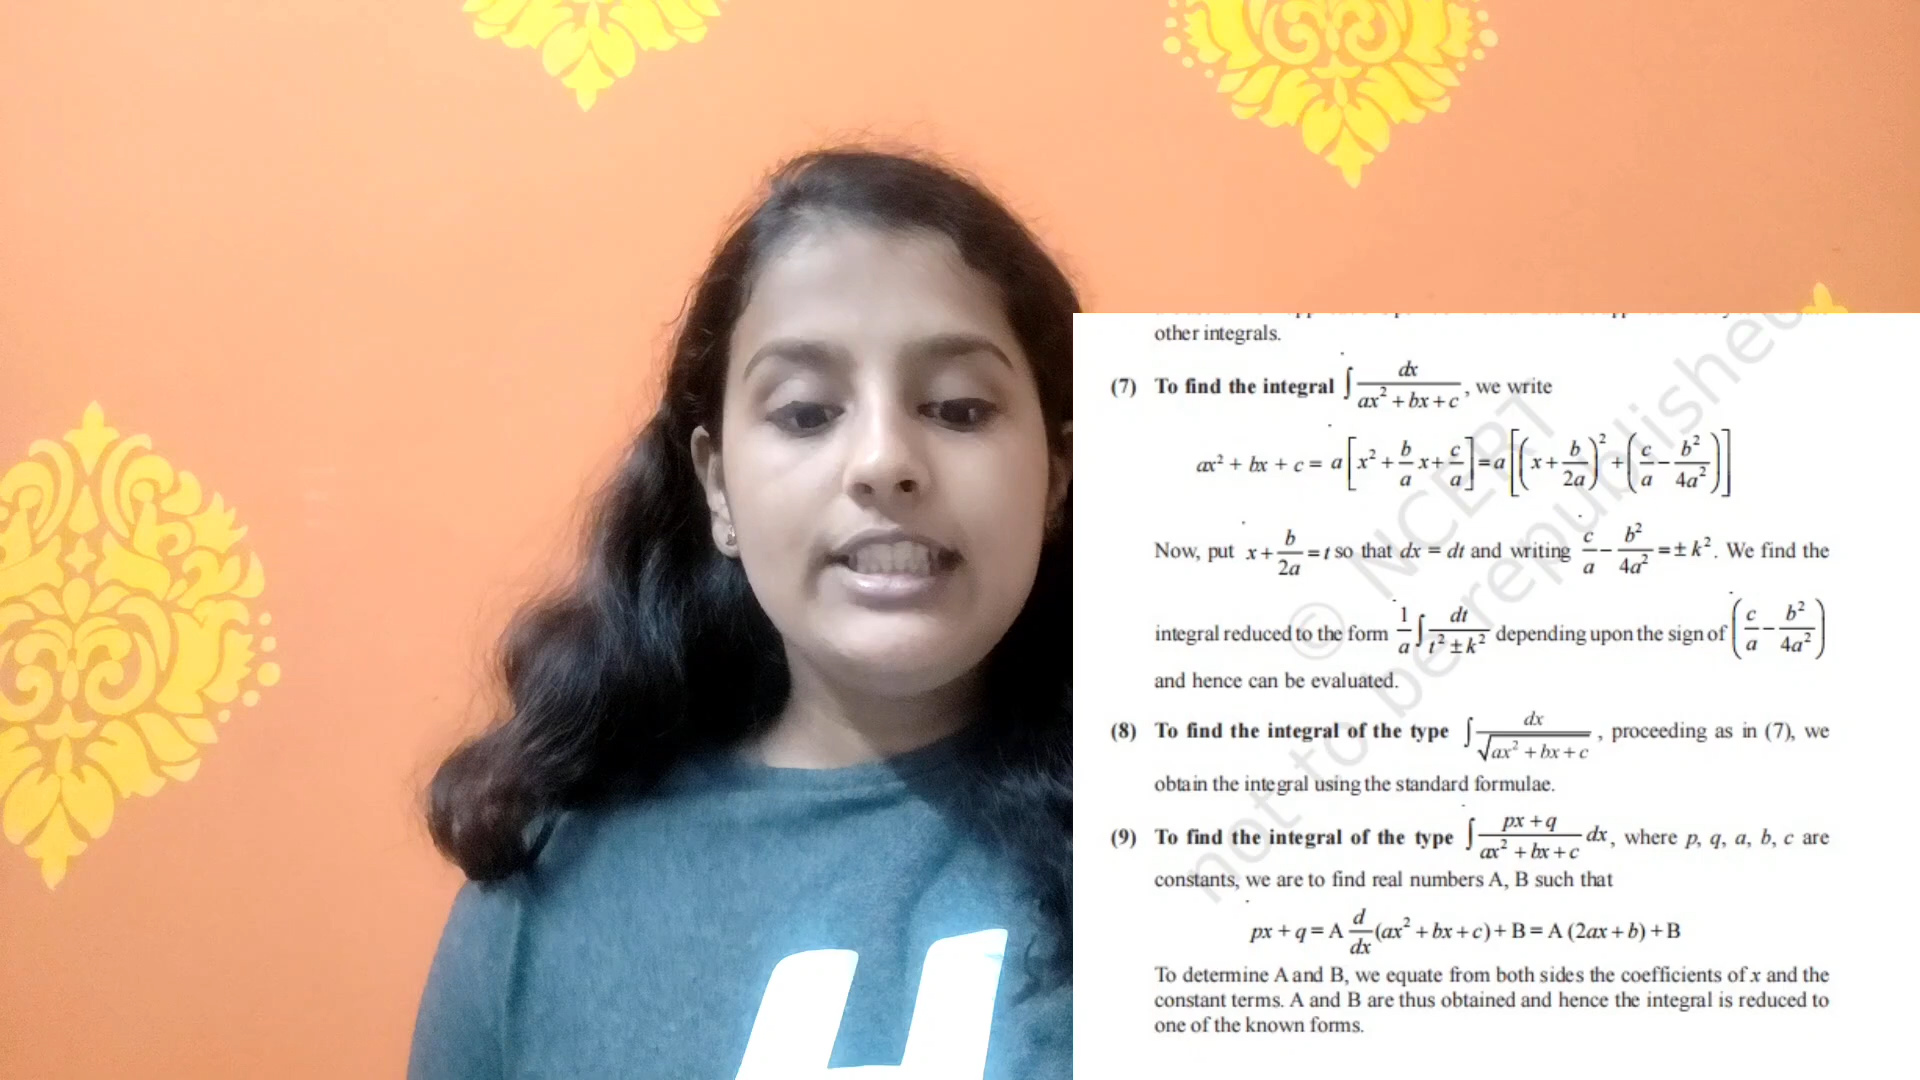 other integrals.
(7) To find the integral ∫ dx/(ax² + bx + c), we write
ax² + bx + c = a[x² + (b/a)x + c/a] = a[(x + b/2a)² + (c/a − b²/4a²)]
Now, put x + b/2a = t so that dx = dt and writing c/a − b²/4a² = ± k². We find the
integral reduced to the form (1/a) ∫ dt/(t² ± k²) depending upon the sign of (c/a − b²/4a²)
and hence can be evaluated.
(8) To find the integral of the type ∫ dx/√(ax² + bx + c), proceeding as in (7), we
obtain the integral using the standard formulae.
(9) To find the integral of the type ∫ (px + q)/(ax² + bx + c) dx, where p, q, a, b, c are
constants, we are to find real numbers A, B such that
px + q = A d/dx (ax² + bx + c) + B = A (2ax + b) + B
To determine A and B, we equate from both sides the coefficients of x and the
constant terms. A and B are thus obtained and hence the integral is reduced to
one of the known forms.
© NCERT
not to be republished